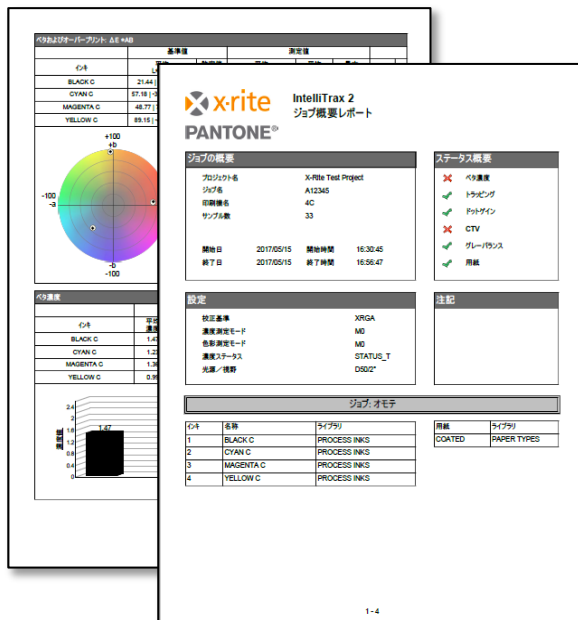 ベタおよびオーバープリント: ΔE *AB
基準値 測定値
インキ
BLACK C 21.44
CYAN C 57.18
MAGENTA C 48.77
YELLOW C 89.15
+100
+b
-100
-a
-b
-100
ベタ濃度
インキ
BLACK C 1.47
CYAN C
MAGENTA C
YELLOW C
濃度値
2.4
2
1.6
1.2
0.8
0.4
0
1.47
x·rite
PANTONE®
IntelliTrax 2
ジョブ概要レポート
ジョブの概要
プロジェクト名 X-Rite Test Project
ジョブ名 A12345
印刷機名 4C
サンプル数 33
開始日 2017/05/15 開始時間 16:30:45
終了日 2017/05/15 終了時間 16:56:47
ステータス概要
ベタ濃度
トラッピング
ドットゲイン
CTV
グレーバランス
用紙
設定
校正基準 XRGA
濃度測定モード M0
色彩測定モード M0
濃度ステータス STATUS_T
光源／視野 D50/2°
注記
ジョブ: オモテ
インキ 名称 ライブラリ
1 BLACK C PROCESS INKS
2 CYAN C PROCESS INKS
3 MAGENTA C PROCESS INKS
4 YELLOW C PROCESS INKS
用紙 ライブラリ
COATED PAPER TYPES
1 - 4